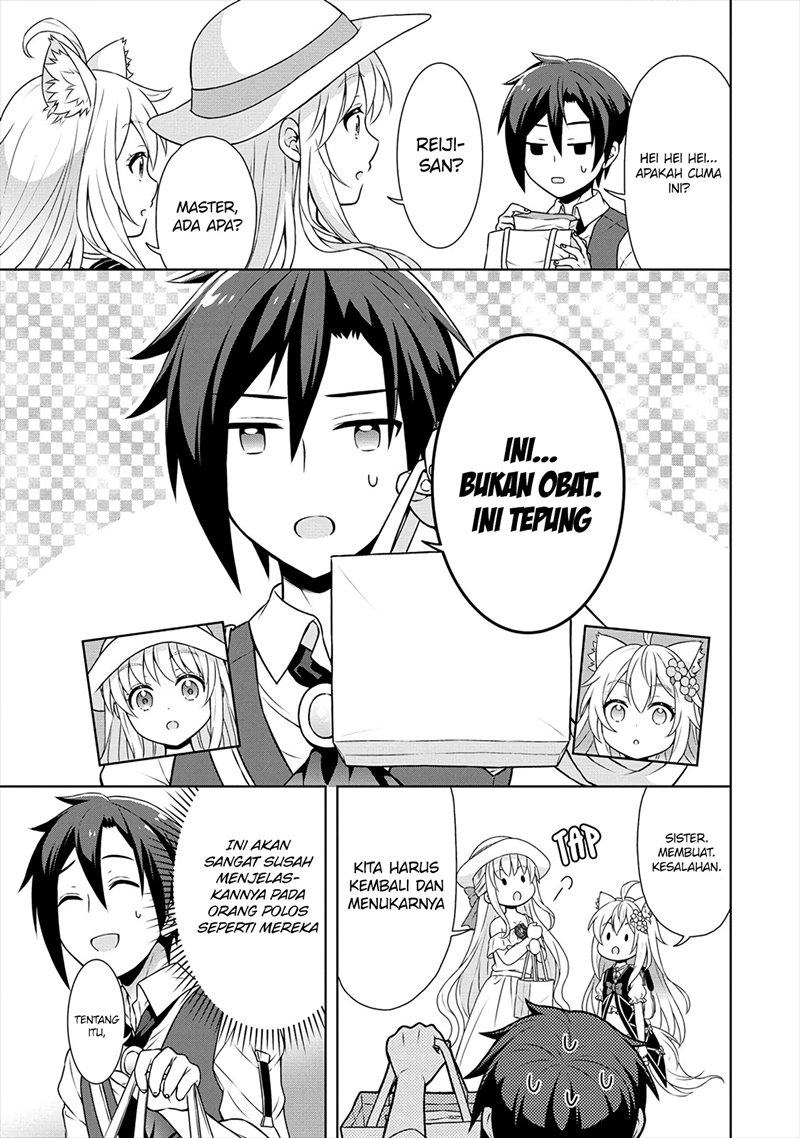 HEI HEI HEI...
APAKAH CUMA
INI?
REIJI-
SAN?
MASTER,
ADA APA?
INI...
BUKAN OBAT.
INI TEPUNG
SISTER.
MEMBUAT.
KESALAHAN.
TAP
KITA HARUS
KEMBALI DAN
MENUKARNYA
INI AKAN
SANGAT SUSAH
MENJELAS-
KANNYA PADA
ORANG POLOS
SEPERTI MEREKA
TENTANG
ITU,